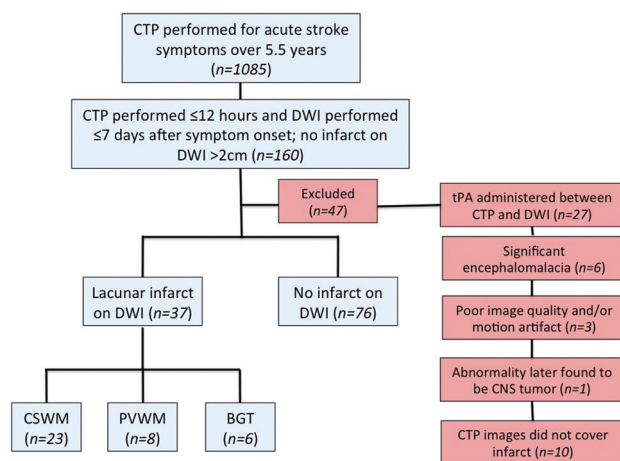 CTP performed for acute stroke
symptoms over 5.5 years
(n=1085)
CTP performed ≤12 hours and DWI performed
≤7 days after symptom onset; no infarct on
DWI >2cm (n=160)
Excluded
(n=47)
tPA administered between
CTP and DWI (n=27)
Significant
encephalomalacia (n=6)
Poor image quality and/or
motion artifact (n=3)
Abnormality later found to
be CNS tumor (n=1)
CTP images did not cover
infarct (n=10)
Lacunar infarct
on DWI (n=37)
No infarct on
DWI (n=76)
CSWM
(n=23)
PVWM
(n=8)
BGT
(n=6)